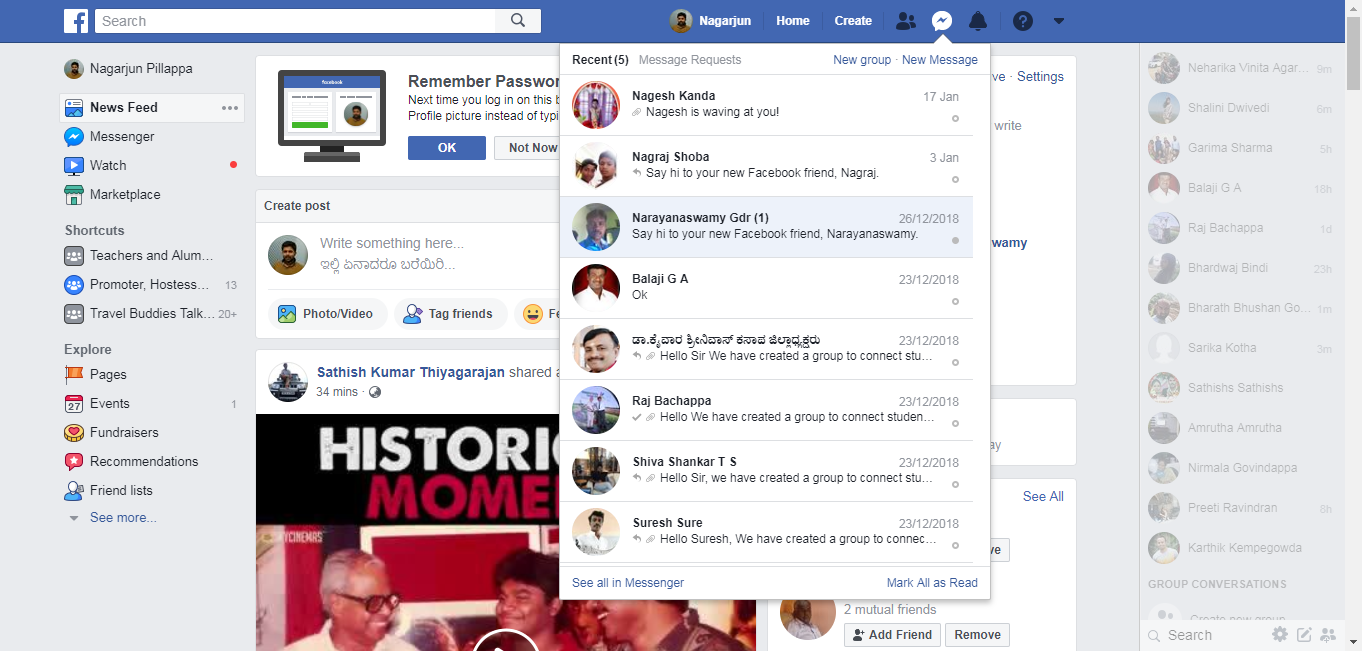 Search
Nagarjun
Home
Create
Nagarjun Pillappa
News Feed
Messenger
Watch
Marketplace
Shortcuts
Teachers and Alum...
Promoter, Hostess... 13
Travel Buddies Talk... 20+
Explore
Pages
27 Events 1
Fundraisers
Recommendations
Friend lists
See more...
facebook
Remember Passwor
Next time you log in on this b
Profile picture instead of typi
OK
Not Now
Create post
Write something here...
ಇಲ್ಲಿ ಏನಾದರೂ ಬರೆಯಿರಿ...
Photo/Video
Tag friends
Fe
Sathish Kumar Thiyagarajan shared a
34 mins ·
HISTORIC
MOME
Recent (5) Message Requests
New group · New Message
Nagesh Kanda 17 Jan
Nagesh is waving at you!
Nagraj Shoba 3 Jan
Say hi to your new Facebook friend, Nagraj.
Narayanaswamy Gdr (1) 26/12/2018
Say hi to your new Facebook friend, Narayanaswamy.
Balaji G A 23/12/2018
Ok
ಡಾ.ಕೈವಾರ ಶ್ರೀನಿವಾಸ್ ಕಸಾಪ ಜಿಲ್ಲಾಧ್ಯಕ್ಷರು 23/12/2018
Hello Sir We have created a group to connect stu...
Raj Bachappa 23/12/2018
Hello We have created a group to connect studen...
Shiva Shankar T S 23/12/2018
Hello Sir, we have created a group to connect stu...
Suresh Sure 23/12/2018
Hello Suresh, We have created a group to connec...
See all in Messenger
Mark All as Read
ve · Settings
write
wamy
ay
See All
ve
2 mutual friends
Add Friend
Remove
Neharika Vinita Agar... 9m
Shalini Dwivedi 6m
Garima Sharma 5h
Balaji G A 18h
Raj Bachappa 1d
Bhardwaj Bindi 23h
Bharath Bhushan Go... 1m
Sarika Kotha 3m
Sathishs Sathishs
Amrutha Amrutha
Nirmala Govindappa
Preeti Ravindran 8h
Karthik Kempegowda
GROUP CONVERSATIONS
Create new group
Search